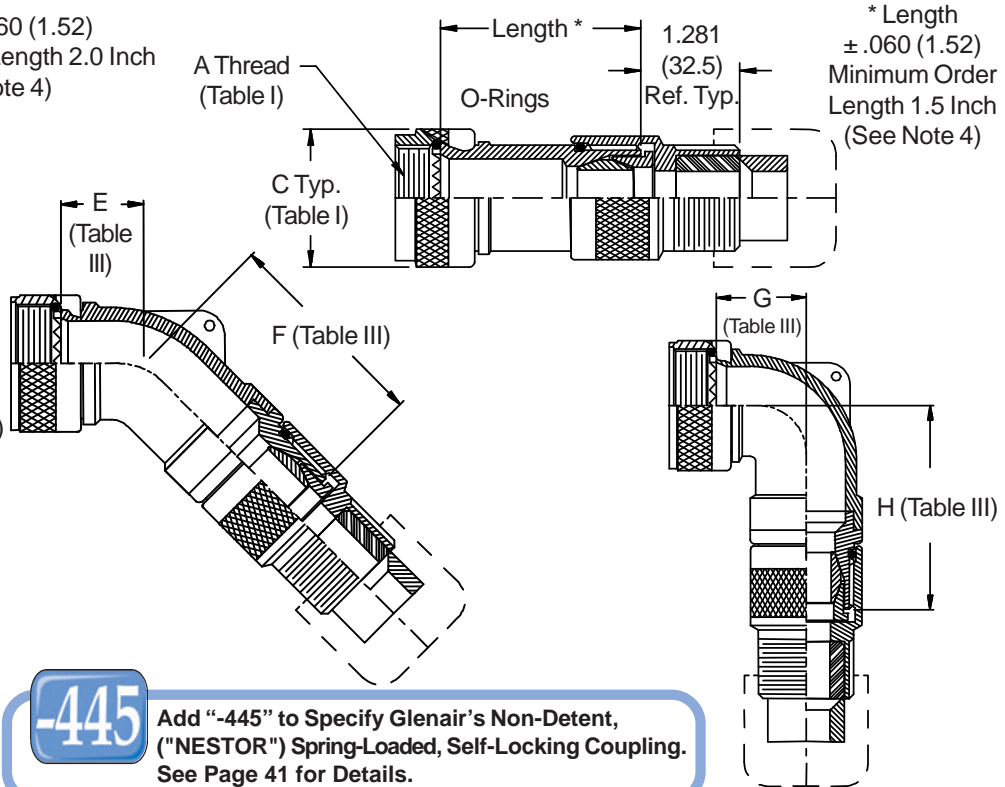 60 (1.52)
ength 2.0 Inch
te 4)
A Thread
(Table I)
Length *
O-Rings
1.281
(32.5)
Ref. Typ.
* Length
± .060 (1.52)
Minimum Order
Length 1.5 Inch
(See Note 4)
C Typ.
(Table I)
E
(Table
III)
F (Table III)
G
(Table III)
H (Table III)
)
-445
Add “-445” to Specify Glenair’s Non-Detent,
("NESTOR") Spring-Loaded, Self-Locking Coupling.
See Page 41 for Details.